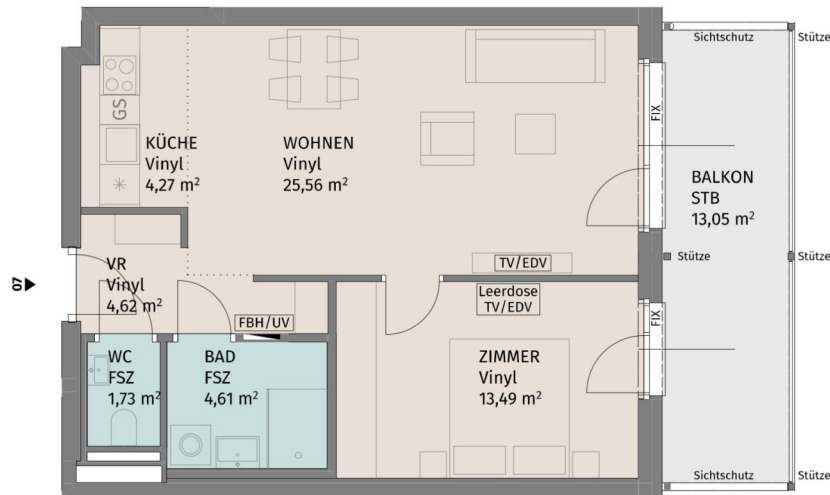 Sichtschutz
Stütze
GS
KÜCHE
Vinyl
4,27 m²
WOHNEN
Vinyl
25,56 m²
FIX
BALKON
STB
13,05 m²
VR
Vinyl
4,62 m²
07
TV/EDV
Stütze
Stütze
Leerdose
TV/EDV
FBH/UV
FIX
WC
FSZ
1,73 m²
BAD
FSZ
4,61 m²
ZIMMER
Vinyl
13,49 m²
Sichtschutz
Stütze